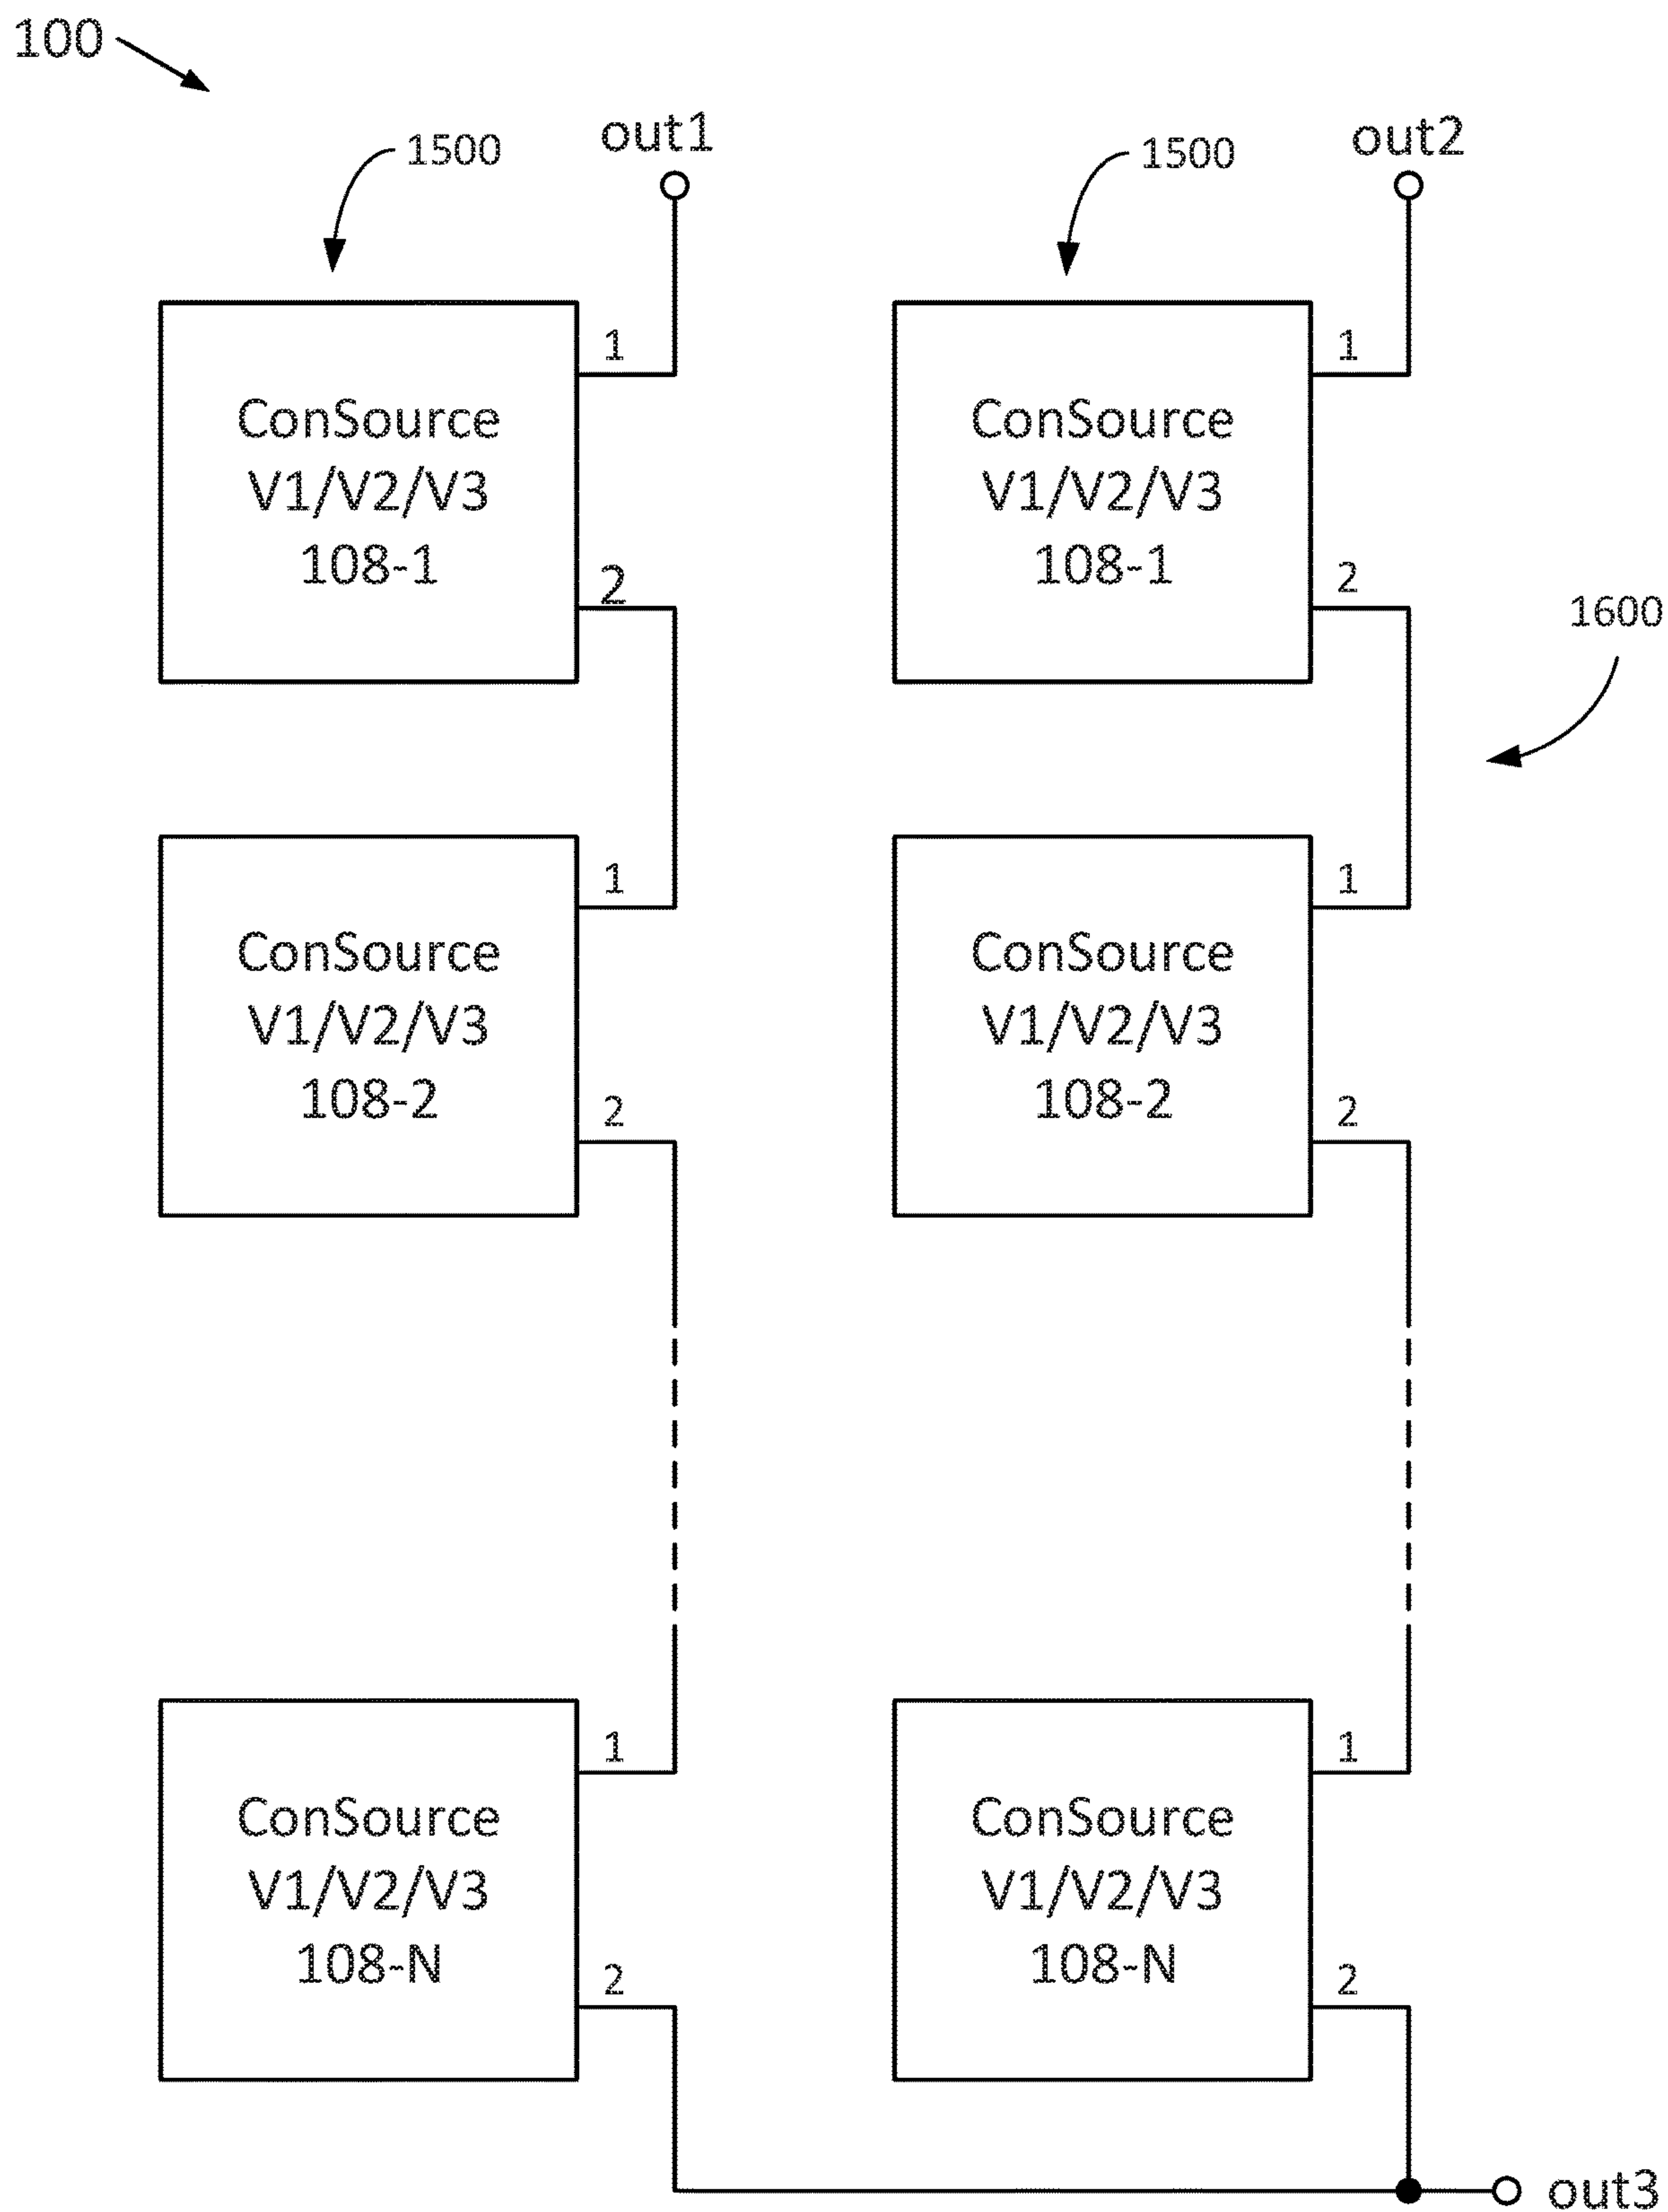 100
1500
out1
1500
out2
1
ConSource
V1/V2/V3
108-1
2
1
ConSource
V1/V2/V3
108-1
2
1600
1
ConSource
V1/V2/V3
108-2
2
1
ConSource
V1/V2/V3
108-2
2
1
ConSource
V1/V2/V3
108-N
2
1
ConSource
V1/V2/V3
108-N
2
out3